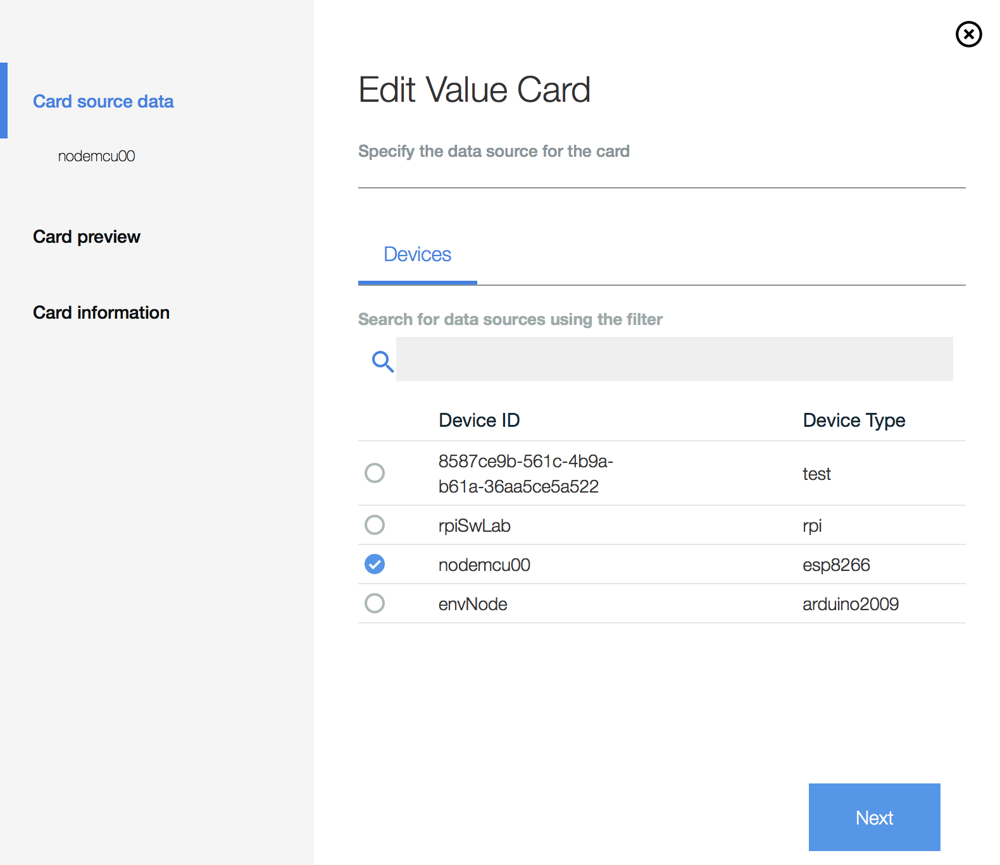 Card source data
nodemcu00
Card preview
Card information
Edit Value Card
Specify the data source for the card
Devices
Search for data sources using the filter
Device ID Device Type
8587ce9b-561c-4b9a-
b61a-36aa5ce5a522 test
rpiSwLab rpi
nodemcu00 esp8266
envNode arduino2009
Next